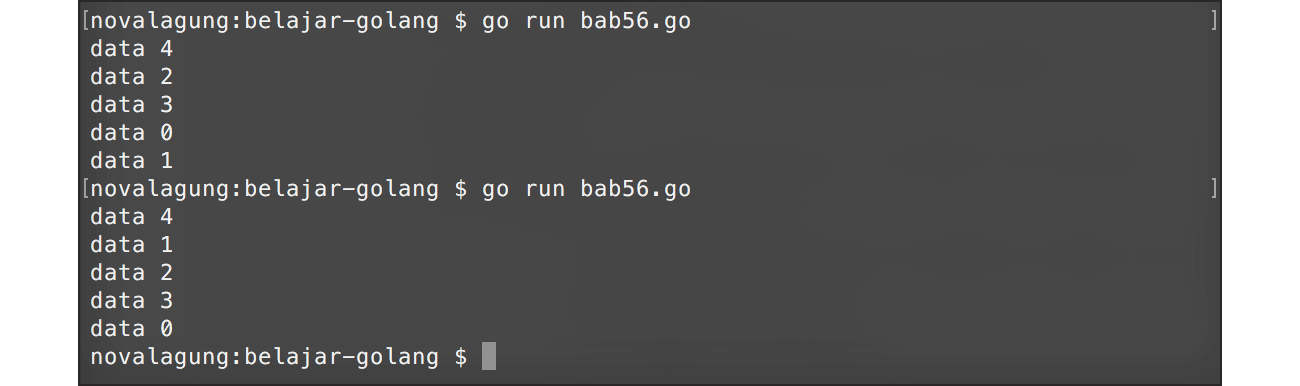 [novalagung:belajar-golang $ go run bab56.go ]
data 4
data 2
data 3
data 0
data 1
[novalagung:belajar-golang $ go run bab56.go ]
data 4
data 1
data 2
data 3
data 0
novalagung:belajar-golang $